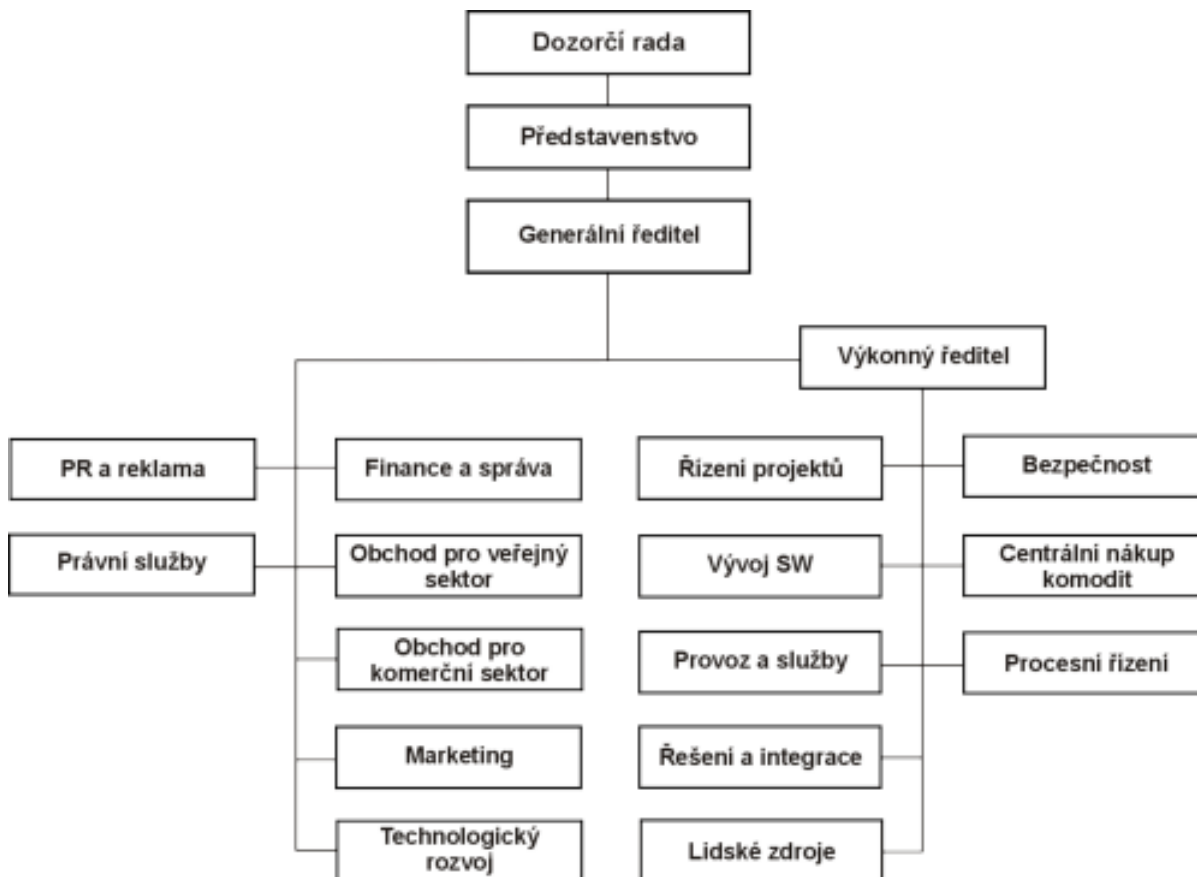 Dozorčí rada
Představenstvo
Generální ředitel
Výkonný ředitel
PR a reklama
Finance a správa
Řízení projektů
Bezpečnost
Právní služby
Obchod pro veřejný
sektor
Vývoj SW
Centrální nákup
komodit
Obchod pro
komerční sektor
Provoz a služby
Procesní řízení
Marketing
Řešení a integrace
Technologický
rozvoj
Lidské zdroje